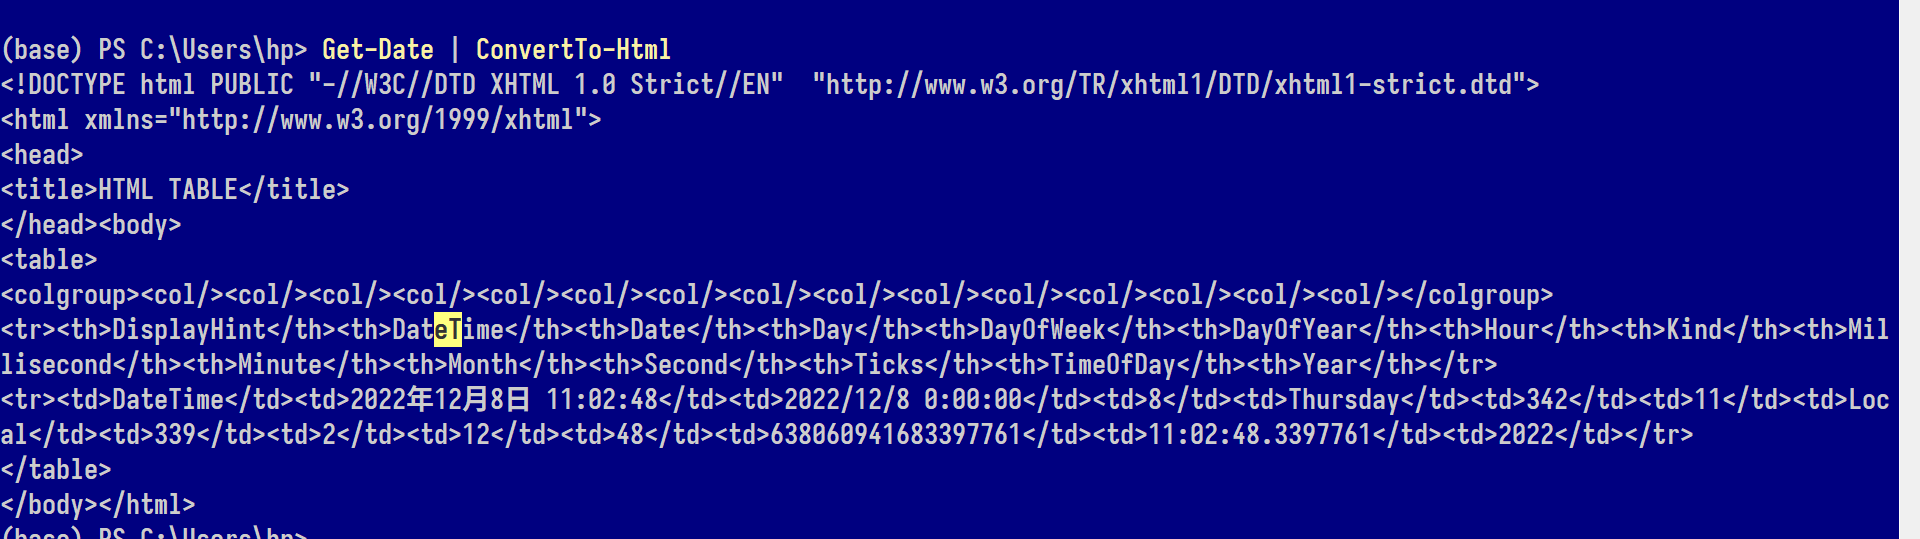 (base) PS C:\Users\hp> Get-Date | ConvertTo-Html
<!DOCTYPE html PUBLIC "-//W3C//DTD XHTML 1.0 Strict//EN"  "http://www.w3.org/TR/xhtml1/DTD/xhtml1-strict.dtd">
<html xmlns="http://www.w3.org/1999/xhtml">
<head>
<title>HTML TABLE</title>
</head><body>
<table>
<colgroup><col/><col/><col/><col/><col/><col/><col/><col/><col/><col/><col/><col/><col/><col/><col/></colgroup>
<tr><th>DisplayHint</th><th>DateTime</th><th>Date</th><th>Day</th><th>DayOfWeek</th><th>DayOfYear</th><th>Hour</th><th>Kind</th><th>Mil
lisecond</th><th>Minute</th><th>Month</th><th>Second</th><th>Ticks</th><th>TimeOfDay</th><th>Year</th></tr>
<tr><td>DateTime</td><td>2022年12月8日 11:02:48</td><td>2022/12/8 0:00:00</td><td>8</td><td>Thursday</td><td>342</td><td>11</td><td>Loc
al</td><td>339</td><td>2</td><td>12</td><td>48</td><td>638060941683397761</td><td>11:02:48.3397761</td><td>2022</td></tr>
</table>
</body></html>
(base) PS C:\Users\hp>